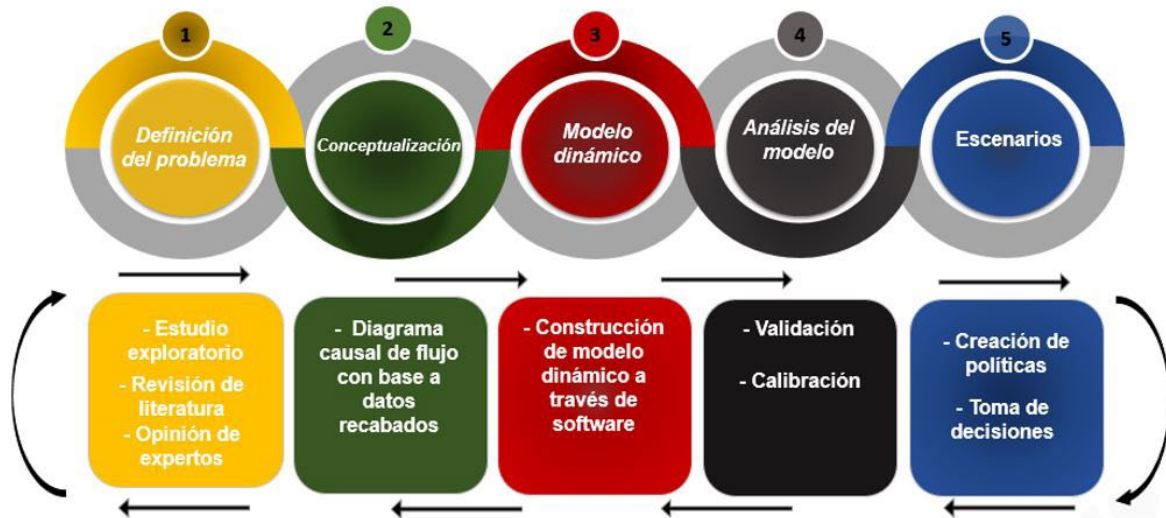 1
2
3
4
5
Definición
del problema
Conceptualización
Modelo
dinámico
Análisis del
modelo
Escenarios
- Estudio
exploratorio
- Revisión de
literatura
- Opinión de
expertos
- Diagrama
causal de flujo
con base a
datos
recabados
- Construcción
de modelo
dinámico a
través de
software
- Validación
- Calibración
- Creación de
políticas
- Toma de
decisiones